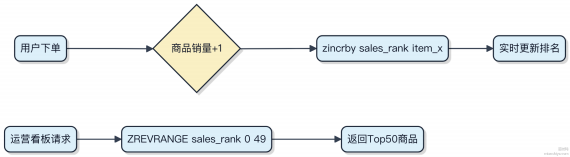 用户下单
商品销量+1
zincrby sales_rank item_x
实时更新排名
运营看板请求
ZREVRANGE sales_rank 0 49
返回Top50商品